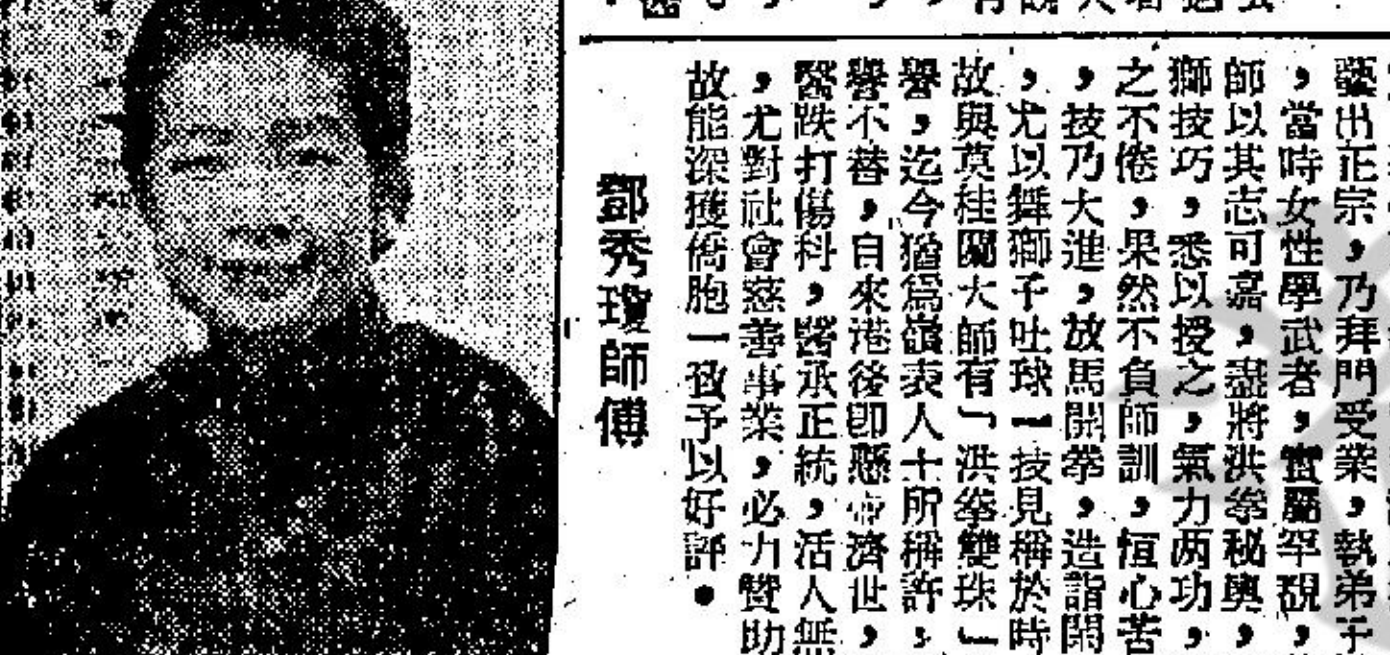 藝出正宗，乃拜門受業，執弟子
，當時女性學武者，實屬罕覩，
師以其志可嘉，盡將洪拳秘奧，
獅技巧，悉以授之，氣力两功，
之不倦，果然不負師訓，恒心苦
，技乃大進，放馬開拳，造詣閑
，尤以舞獅子吐球一技見稱於時
故與莫桂蘭大師有「洪拳雙珠」
譽，迄今猶爲嶺表人士所稱許，
譽不替，自來港後卽懸壺濟世，
醫跌打傷科，醫承正統，活人無
，尤對社會慈善事業，必力贊助
故能深獲僑胞一致予以好評●
鄧秀瓊師傅